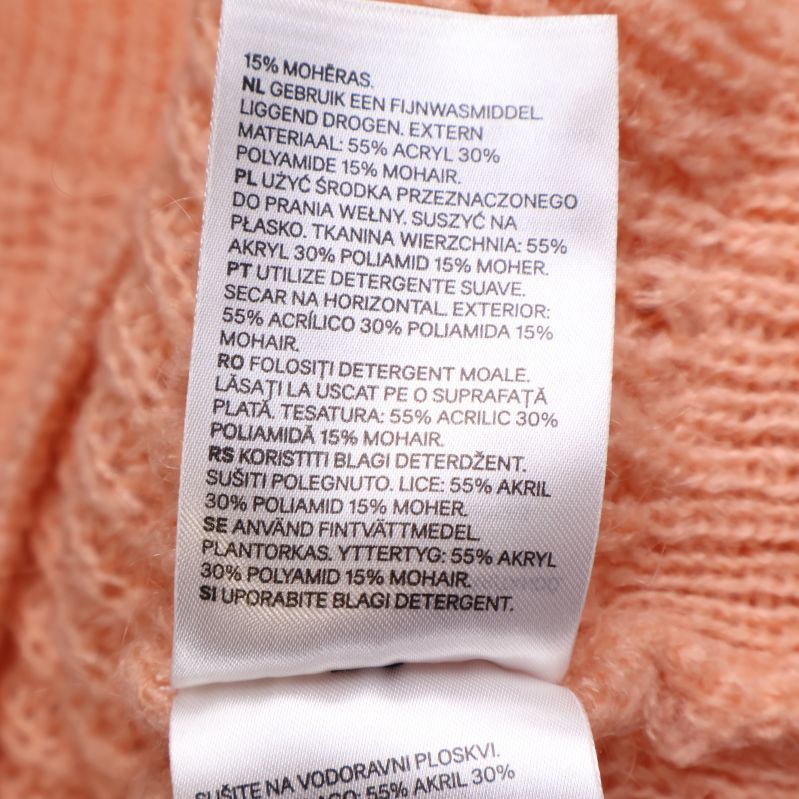 15% MOHĒRAS.
NL GEBRUIK EEN FIJNWASMIDDEL.
LIGGEND DROGEN. EXTERN
MATERIAAL: 55% ACRYL 30%
POLYAMIDE 15% MOHAIR.
PL UŻYĆ ŚRODKA PRZEZNACZONEGO
DO PRANIA WEŁNY. SUSZYĆ NA
PŁASKO. TKANINA WIERZCHNIA: 55%
AKRYL 30% POLIAMID 15% MOHER.
PT UTILIZE DETERGENTE SUAVE.
SECAR NA HORIZONTAL. EXTERIOR:
55% ACRÍLICO 30% POLIAMIDA 15%
MOHAIR.
RO FOLOSIȚI DETERGENT MOALE.
LĂSAȚI LA USCAT PE O SUPRAFAȚĂ
PLATĂ. TESATURA: 55% ACRILIC 30%
POLIAMIDĂ 15% MOHAIR.
RS KORISTITI BLAGI DETERDŽENT.
SUŠITI POLEGNUTO. LICE: 55% AKRIL
30% POLIAMID 15% MOHER.
SE ANVÄND FINTVÄTTMEDEL.
PLANTORKAS. YTTERTYG: 55% AKRYL
30% POLYAMID 15% MOHAIR.
SI UPORABITE BLAGI DETERGENT.
SUŠITE NA VODORAVNI PLOSKVI.
55% AKRIL 30%